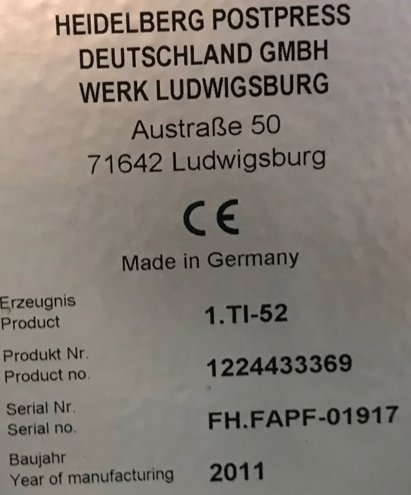 HEIDELBERG POSTPRESS
DEUTSCHLAND GMBH
WERK LUDWIGSBURG
Austraße 50
71642 Ludwigsburg
CE
Made in Germany
Erzeugnis
Product 1.TI-52
Produkt Nr.
Product no. 1224433369
Serial Nr.
Serial no. FH.FAPF-01917
Baujahr
Year of manufacturing 2011